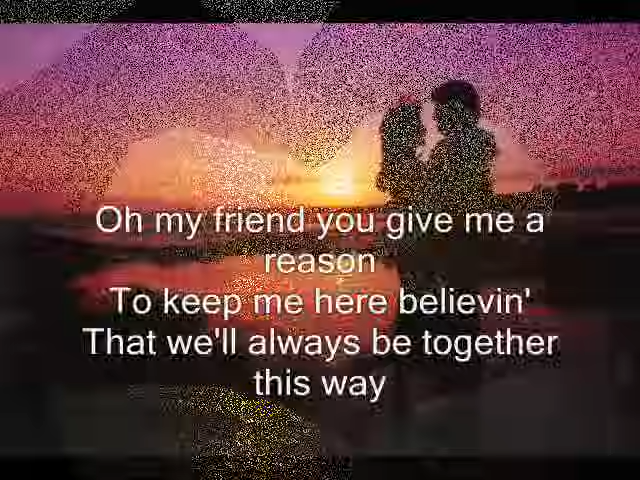 Oh my friend you give me a
reason
To keep me here believin'
That we'll always be together
this way